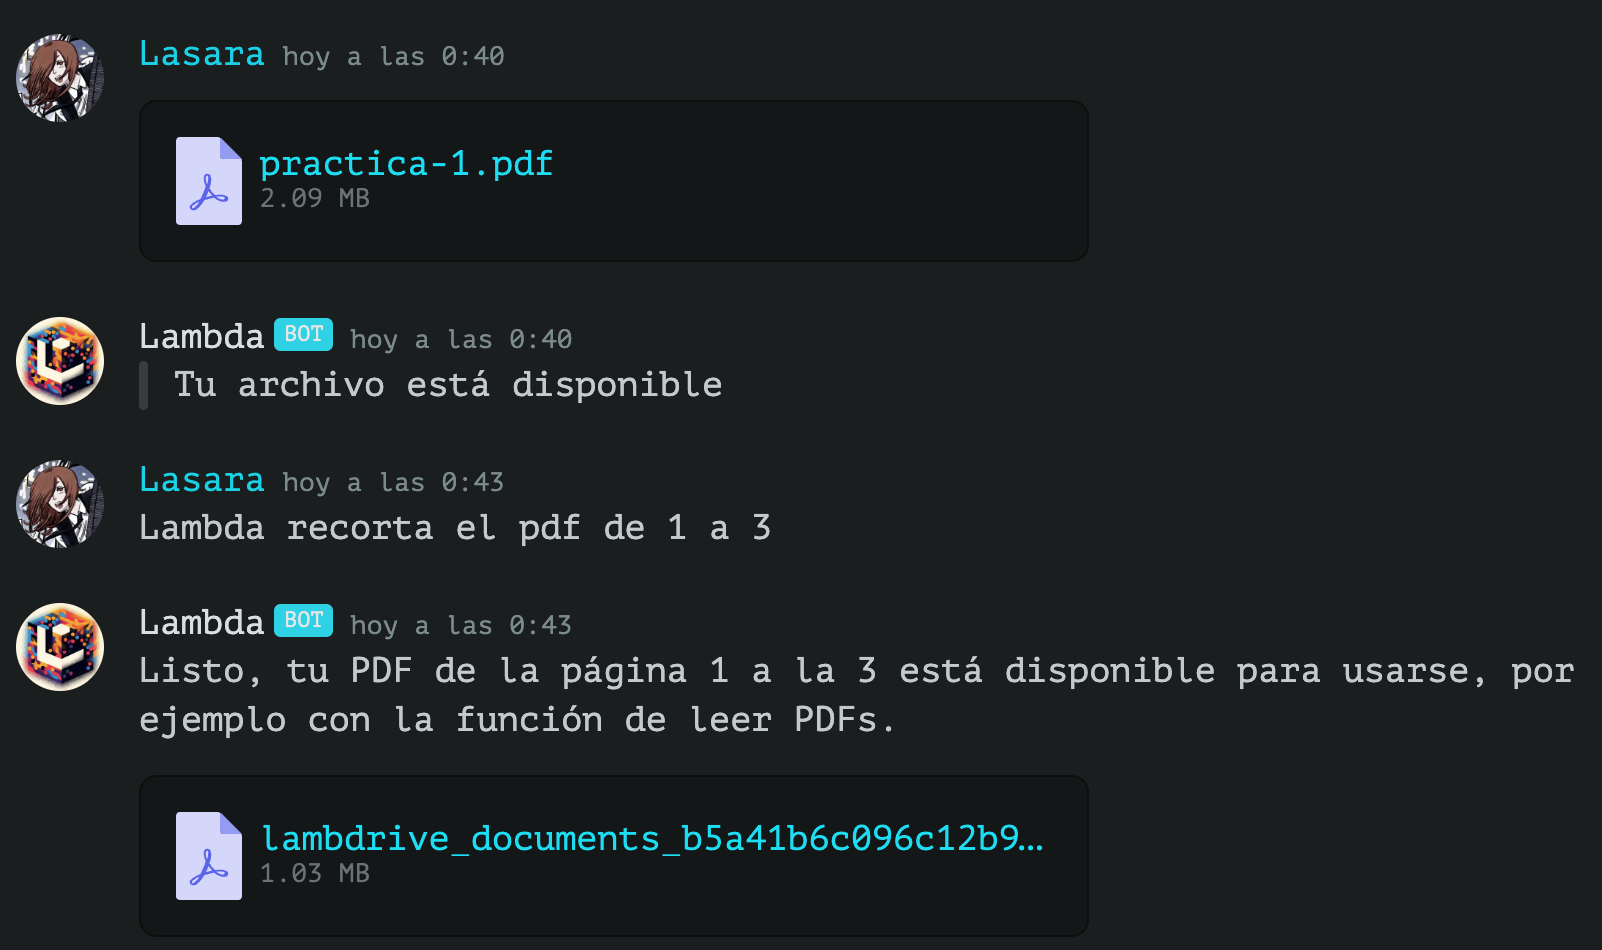 Lasara hoy a las 0:40
practica-1.pdf
2.09 MB
Lambda BOT hoy a las 0:40
Tu archivo está disponible
Lasara hoy a las 0:43
Lambda recorta el pdf de 1 a 3
Lambda BOT hoy a las 0:43
Listo, tu PDF de la página 1 a la 3 está disponible para usarse, por
ejemplo con la función de leer PDFs.
lambdrive_documents_b5a41b6c096c12b9...
1.03 MB